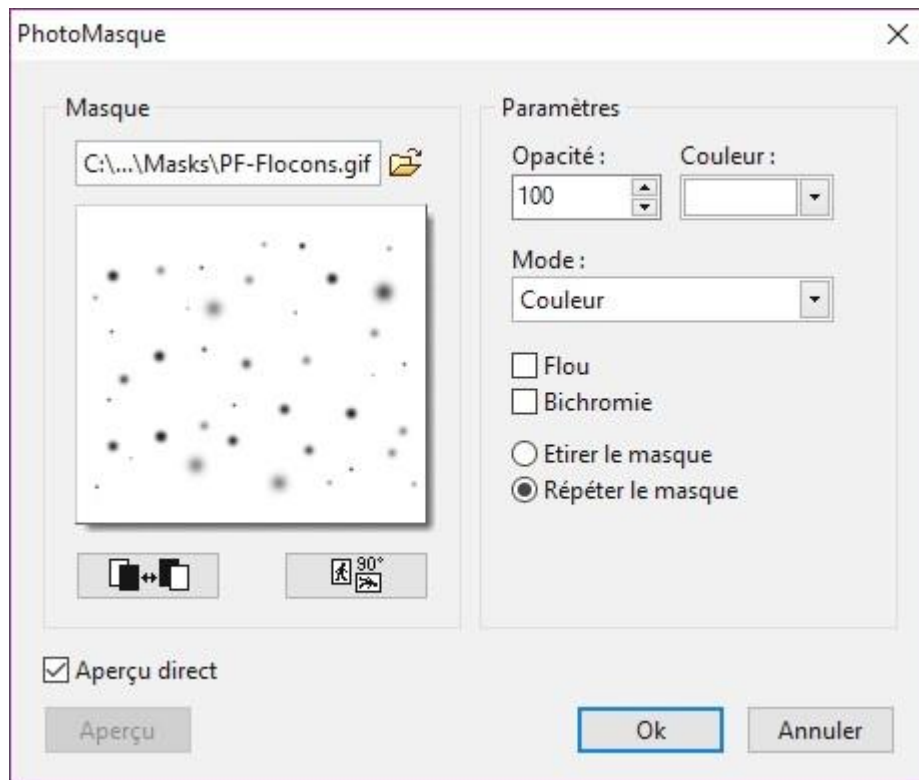 PhotoMasque
Masque
C:\...\Masks\PF-Flocons.gif
90°
Paramètres
Opacité :
Couleur :
100
Mode :
Couleur
Flou
Bichromie
Etirer le masque
Répéter le masque
Aperçu direct
Aperçu
Ok
Annuler